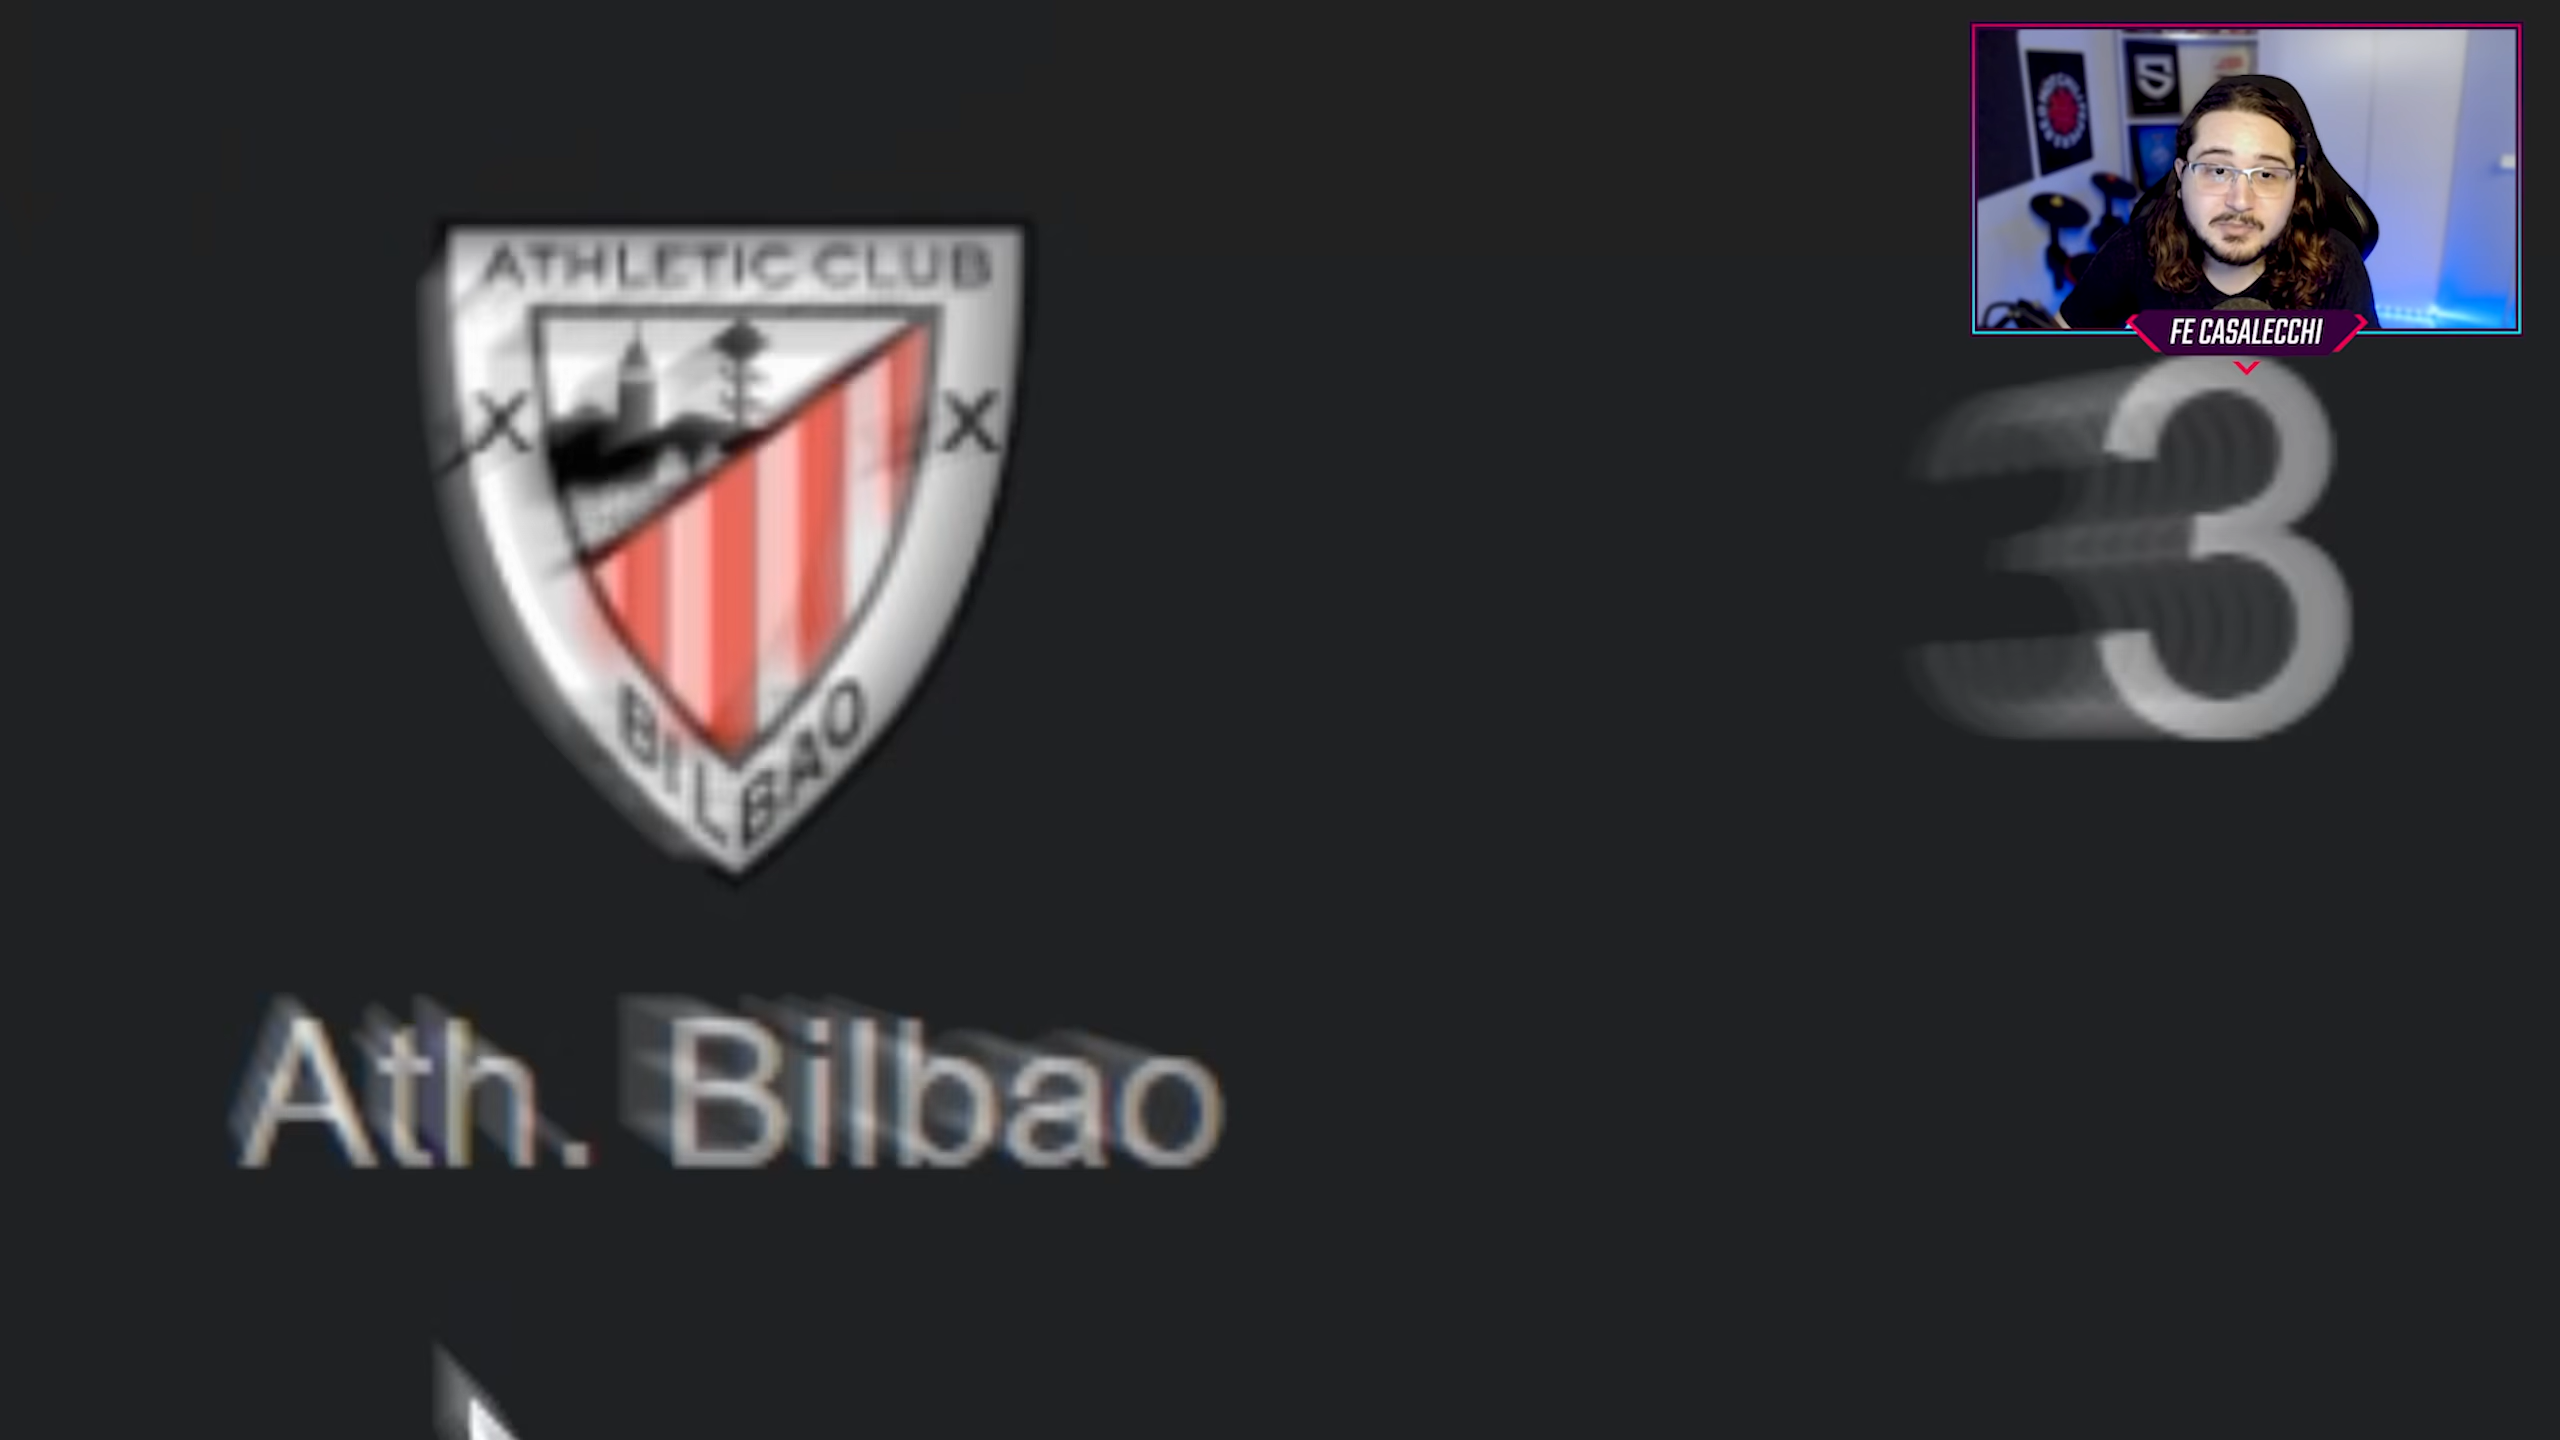 ATHLETIC CLUB
X X
BILBAO
Ath. Bilbao
3
FE CASALECCHI